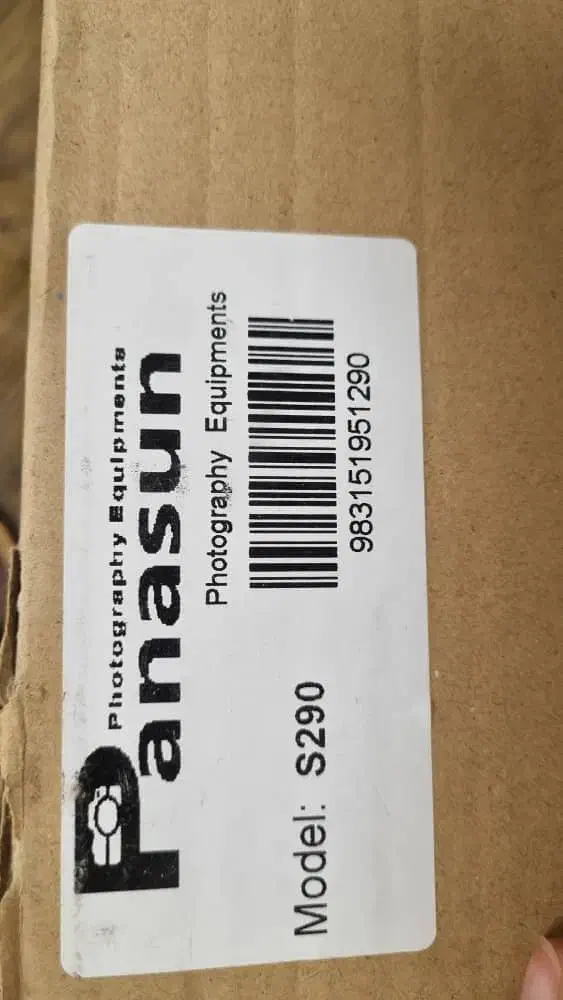 Photography Equipments
Panasun
Photography Equipments
Model: S290
983151951290